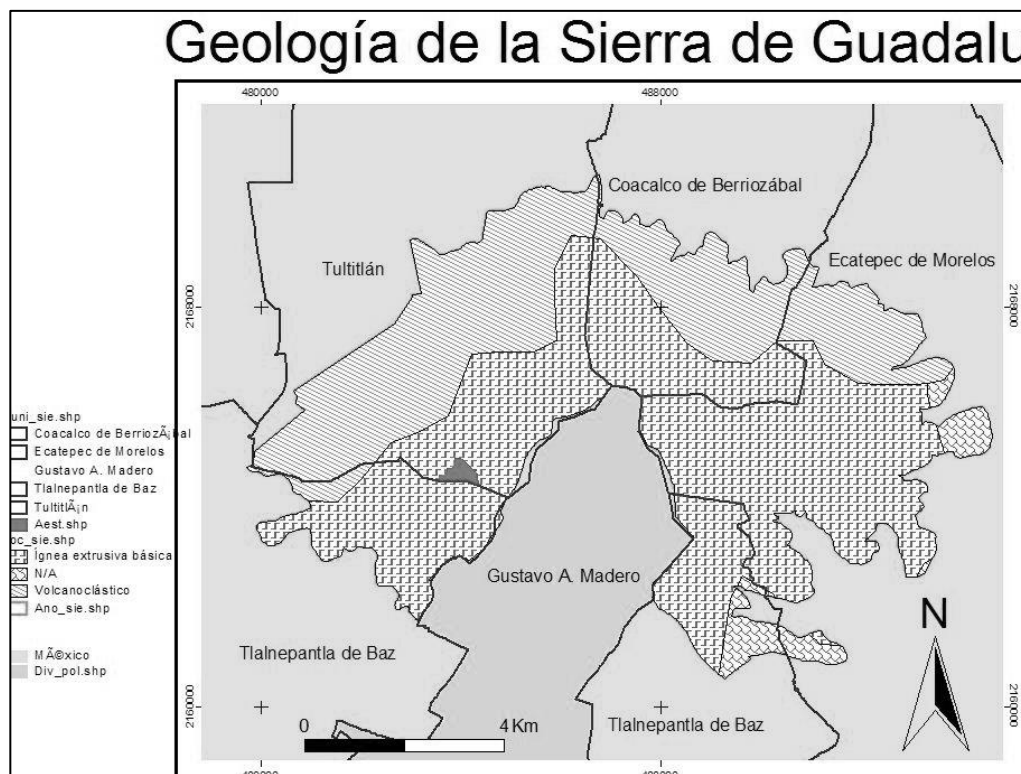 Geología de la Sierra de Guadalu
480000
488000
Coacalco de Berriozábal
Tultitlán
Ecatepec de Morelos
2168000
2168000
uni_sie.shp
Coacalco de BerriozÃ¡bal
Ecatepec de Morelos
Gustavo A. Madero
Tlalnepantla de Baz
TultitlÃ¡n
Aest.shp
oc_sie.shp
Ígnea extrusiva básica
N/A
Volcanoclástico
Ano_sie.shp
MÃ©xico
Div_pol.shp
Gustavo A. Madero
N
Tlalnepantla de Baz
2160000
2160000
0
4 Km
Tlalnepantla de Baz